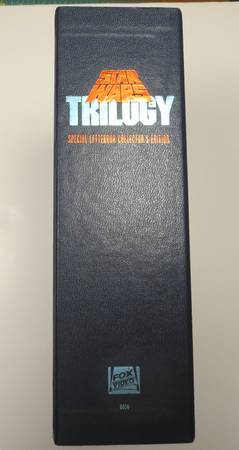 STAR
WARS
TRILOGY
SPECIAL LETTERBOX COLLECTOR'S EDITION
FOX
VIDEO